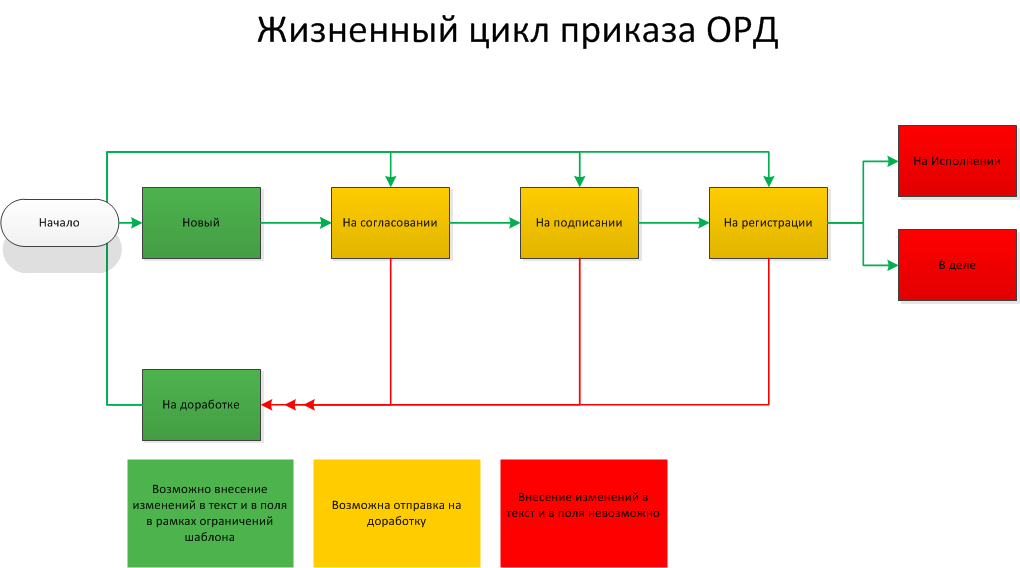 Жизненный цикл приказа ОРД
На Исполнении
Начало
Новый
На согласовании
На подписании
На регистрации
В деле
На доработке
Возможно внесение
изменений в текст и в поля
в рамках ограничений
шаблона
Возможна отправка на
доработку
Внесение изменений в
текст и в поля невозможно